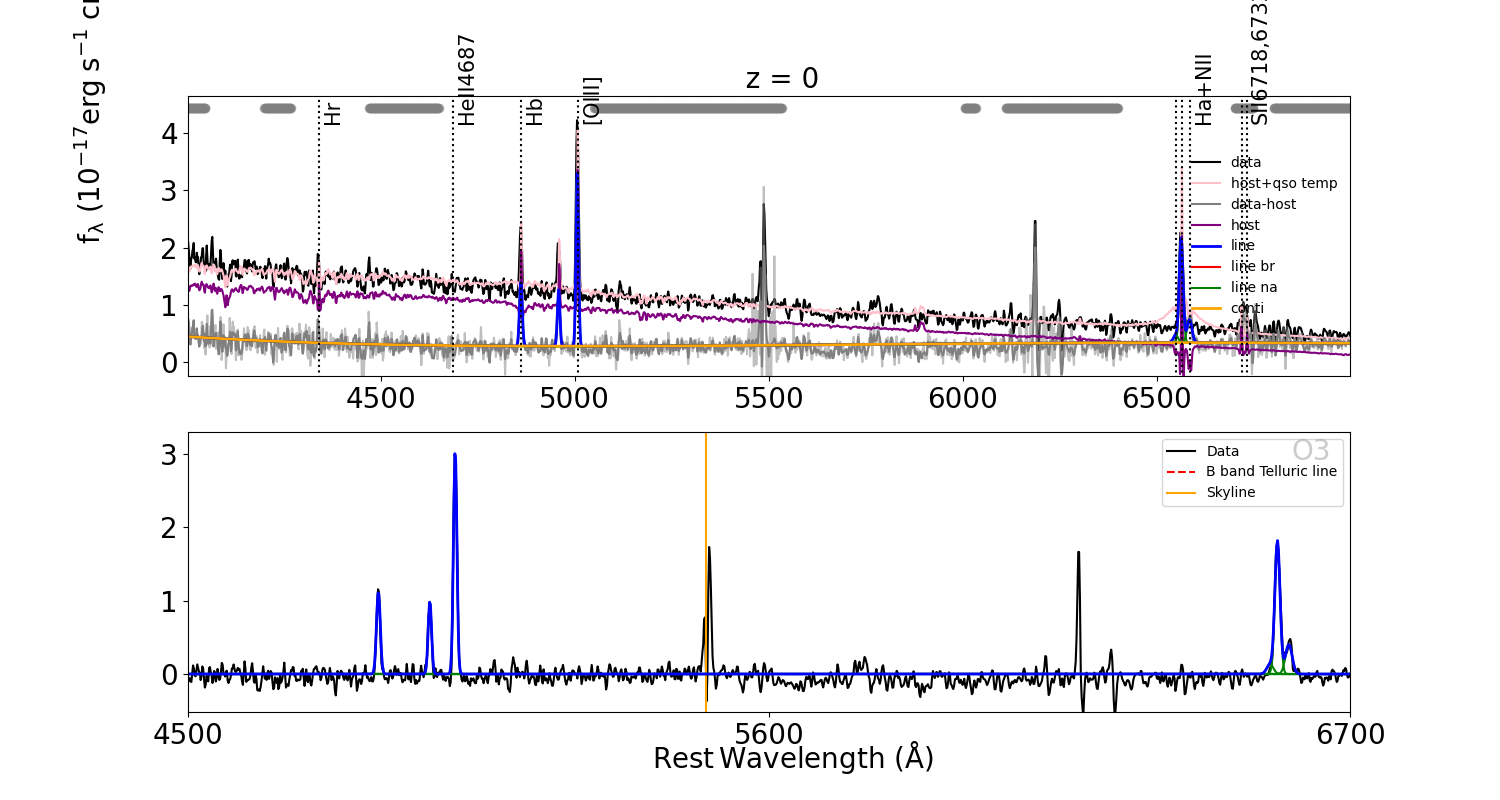 z = 0
fλ (10−17erg s−1 cm
Hr
HeII4687
Hb
[OIII]
Ha+NII
SII6718,673
data
host+qso temp
data-host
host
line
line br
line na
conti
4
3
2
1
0
4500
5000
5500
6000
6500
O3
Data
B band Telluric line
Skyline
3
2
1
0
4500
5600
6700
Rest Wavelength (Å)